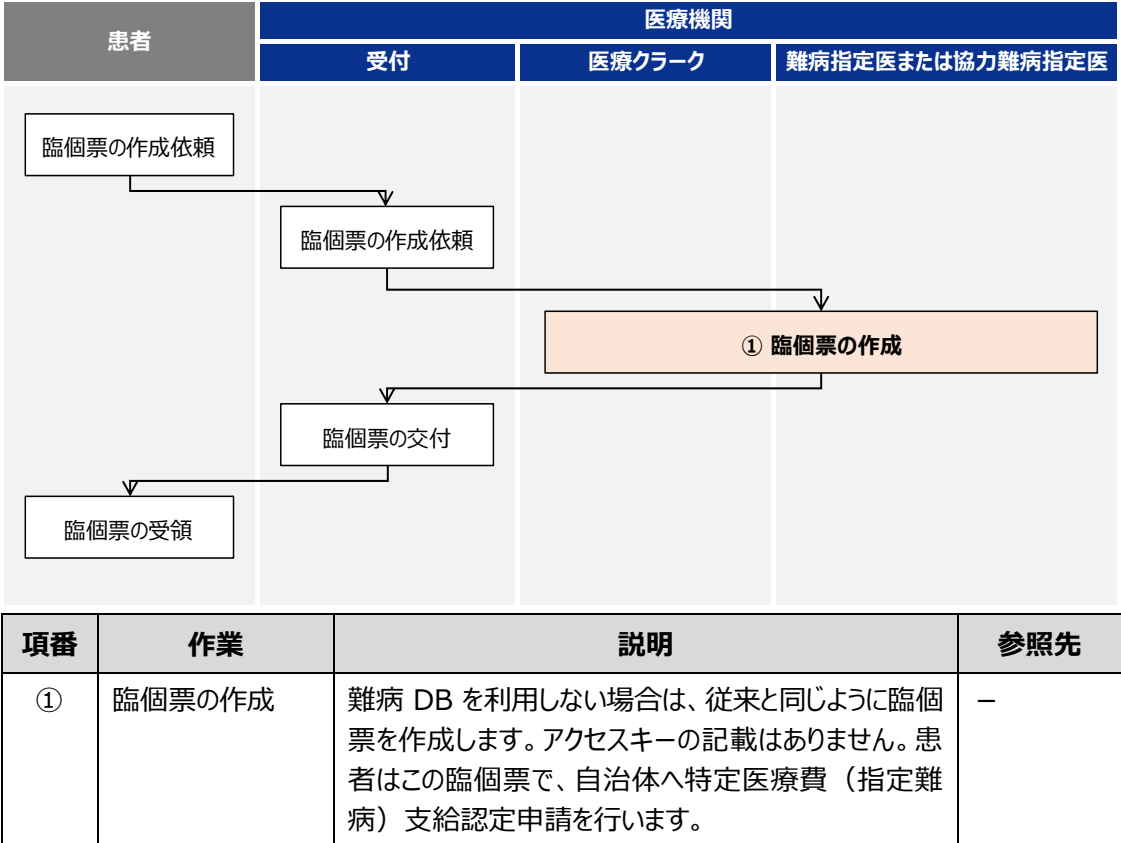 患者
医療機関
受付
医療クラーク
難病指定医または協力難病指定医
臨個票の作成依頼
臨個票の作成依頼
① 臨個票の作成
臨個票の交付
臨個票の受領
項番
作業
説明
参照先
①
臨個票の作成
難病 DB を利用しない場合は、従来と同じように臨個
票を作成します。アクセスキーの記載はありません。患
者はこの臨個票で、自治体へ特定医療費（指定難
病）支給認定申請を行います。
－